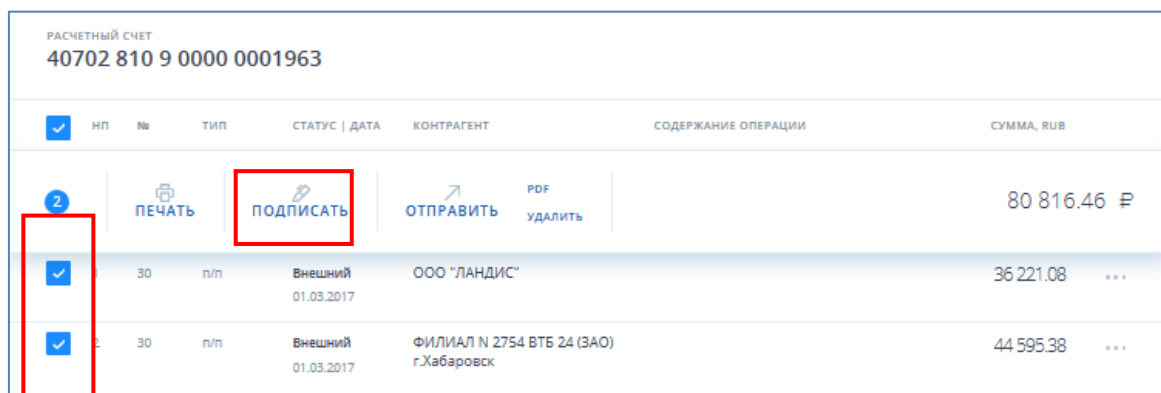 РАСЧЕТНЫЙ СЧЕТ
40702 810 9 0000 0001963
НП № ТИП СТАТУС | ДАТА КОНТРАГЕНТ СОДЕРЖАНИЕ ОПЕРАЦИИ СУММА, RUB
2 ПЕЧАТЬ ПОДПИСАТЬ ОТПРАВИТЬ PDF 80 816.46 ₽
УДАЛИТЬ
30 п/п Внешний ООО "ЛАНДИС" 36 221.08 ...
01.03.2017
2 30 п/п Внешний ФИЛИАЛ N 2754 ВТБ 24 (ЗАО) 44 595.38 ...
01.03.2017 г.Хабаровск